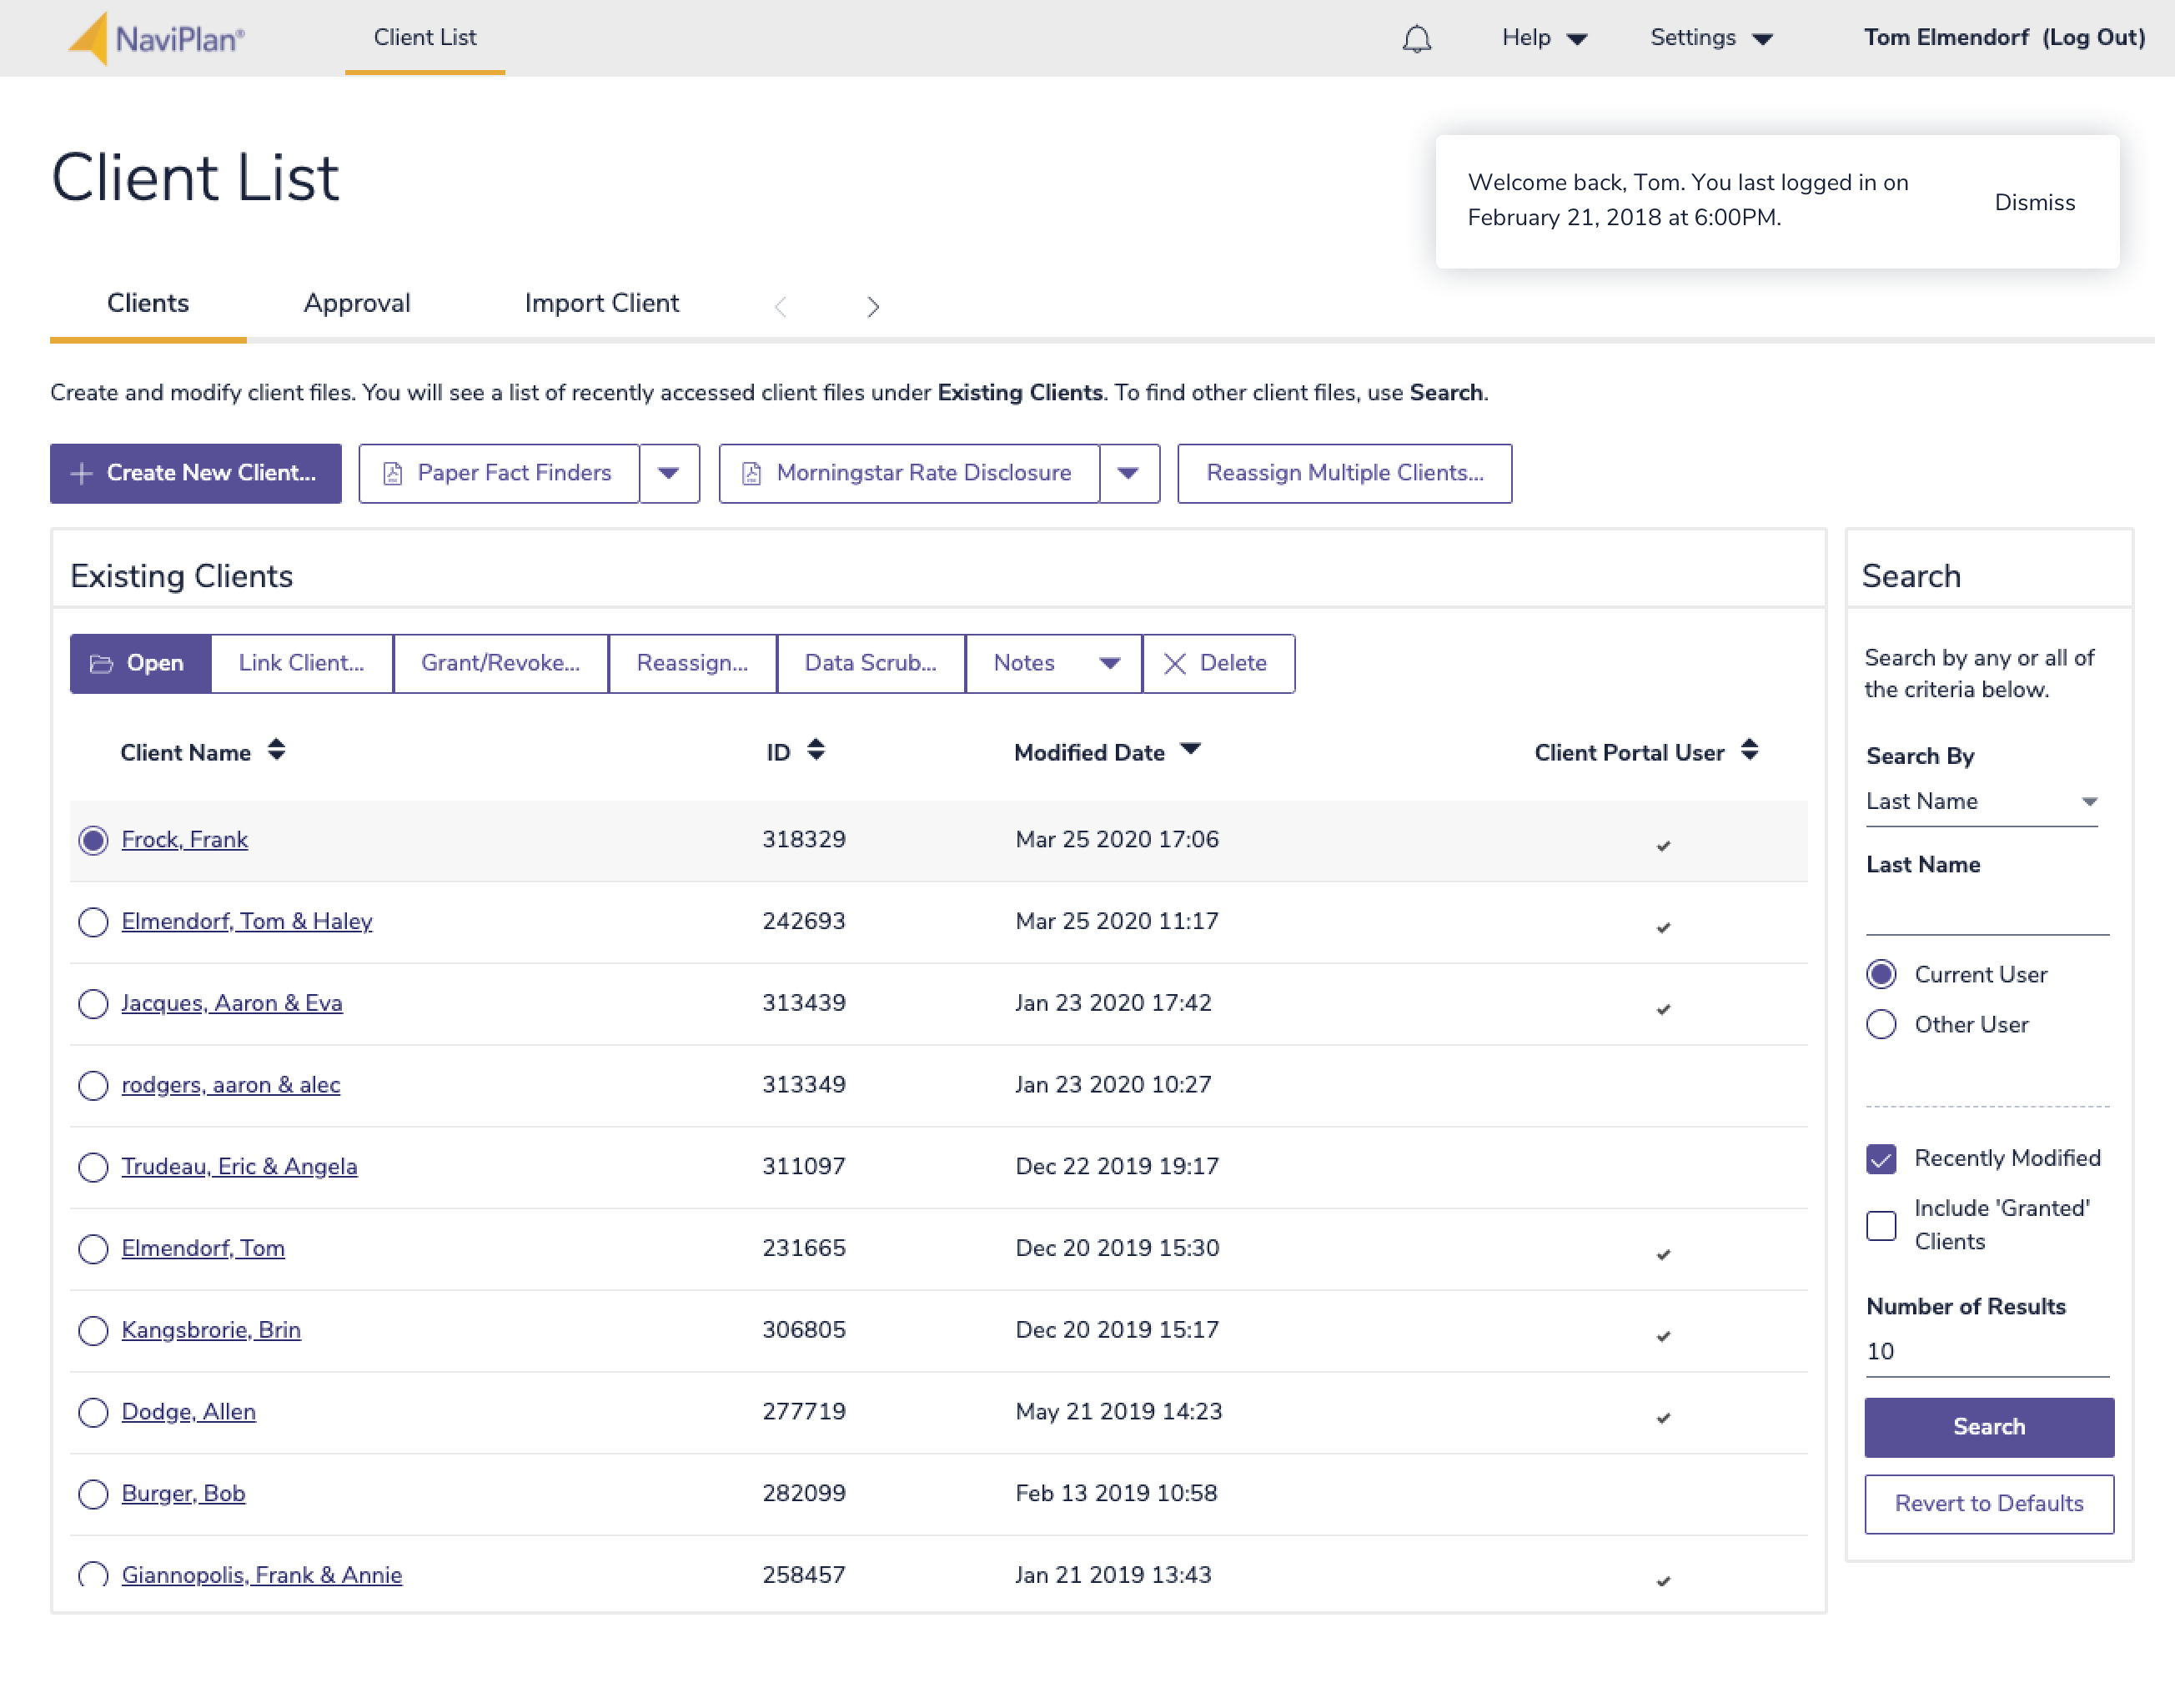 NaviPlan®
Client List
Help
Settings
Tom Elmendorf (Log Out)
Client List
Welcome back, Tom. You last logged in on
February 21, 2018 at 6:00PM.
Dismiss
Clients
Approval
Import Client
Create and modify client files. You will see a list of recently accessed client files under Existing Clients. To find other client files, use Search.
Create New Client...
Paper Fact Finders
Morningstar Rate Disclosure
Reassign Multiple Clients...
Existing Clients
Open
Link Client...
Grant/Revoke...
Reassign...
Data Scrub...
Notes
Delete
Client Name ID Modified Date Client Portal User
Frock, Frank 318329 Mar 25 2020 17:06
Elmendorf, Tom & Haley 242693 Mar 25 2020 11:17
Jacques, Aaron & Eva 313439 Jan 23 2020 17:42
rodgers, aaron & alec 313349 Jan 23 2020 10:27
Trudeau, Eric & Angela 311097 Dec 22 2019 19:17
Elmendorf, Tom 231665 Dec 20 2019 15:30
Kangsbrorie, Brin 306805 Dec 20 2019 15:17
Dodge, Allen 277719 May 21 2019 14:23
Burger, Bob 282099 Feb 13 2019 10:58
Giannopolis, Frank & Annie 258457 Jan 21 2019 13:43
Search
Search by any or all of
the criteria below.
Search By
Last Name
Last Name
Current User
Other User
Recently Modified
Include 'Granted'
Clients
Number of Results
10
Search
Revert to Defaults